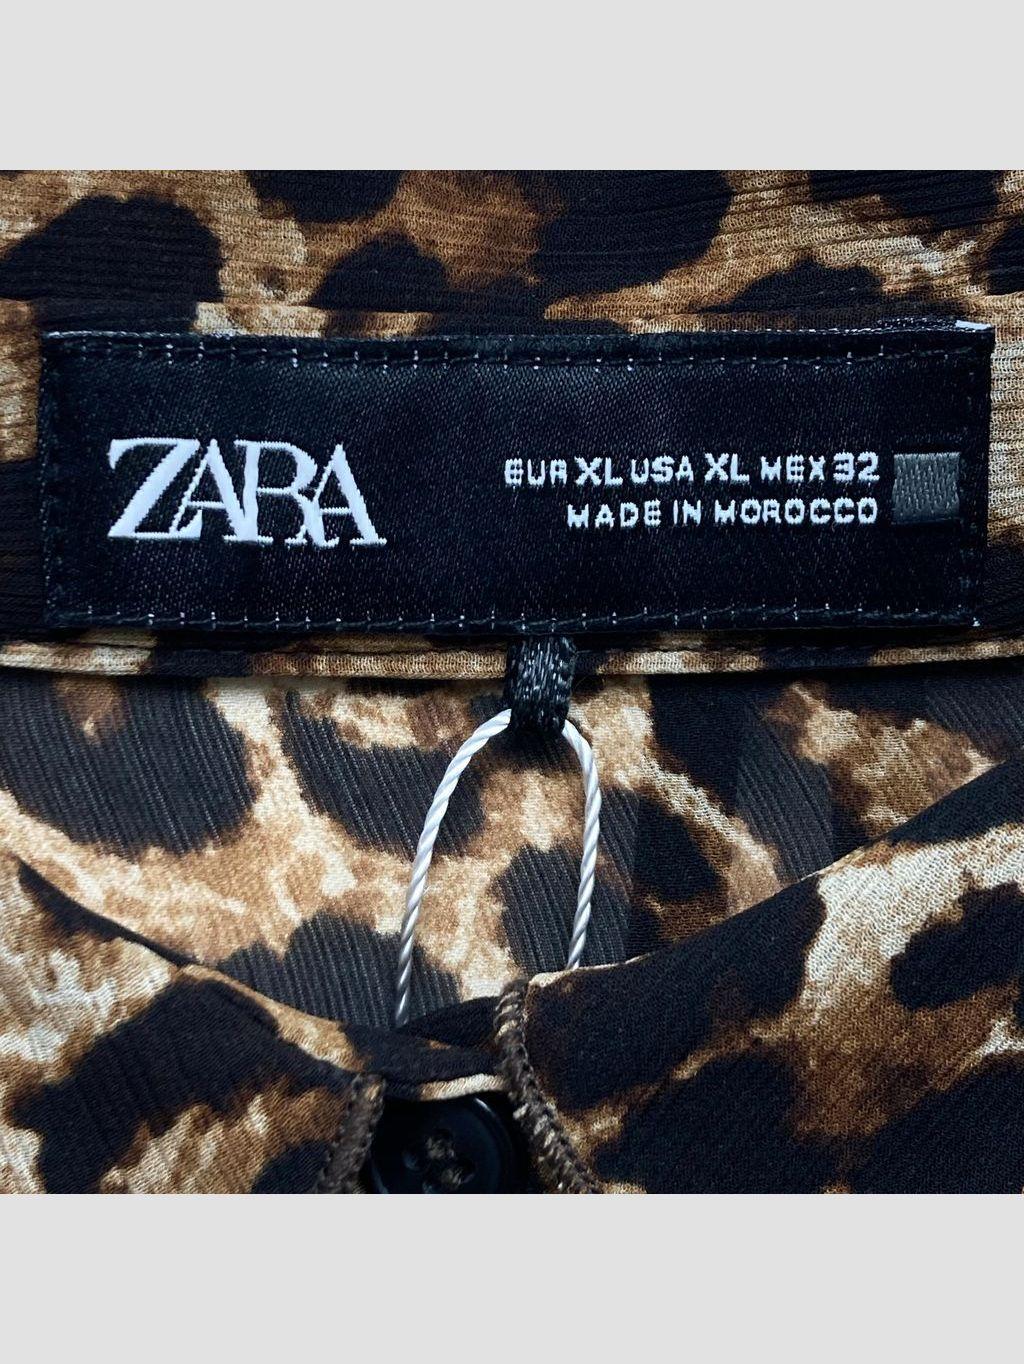 ZARA
EUR XL USA XL MEX 32
MADE IN MOROCCO